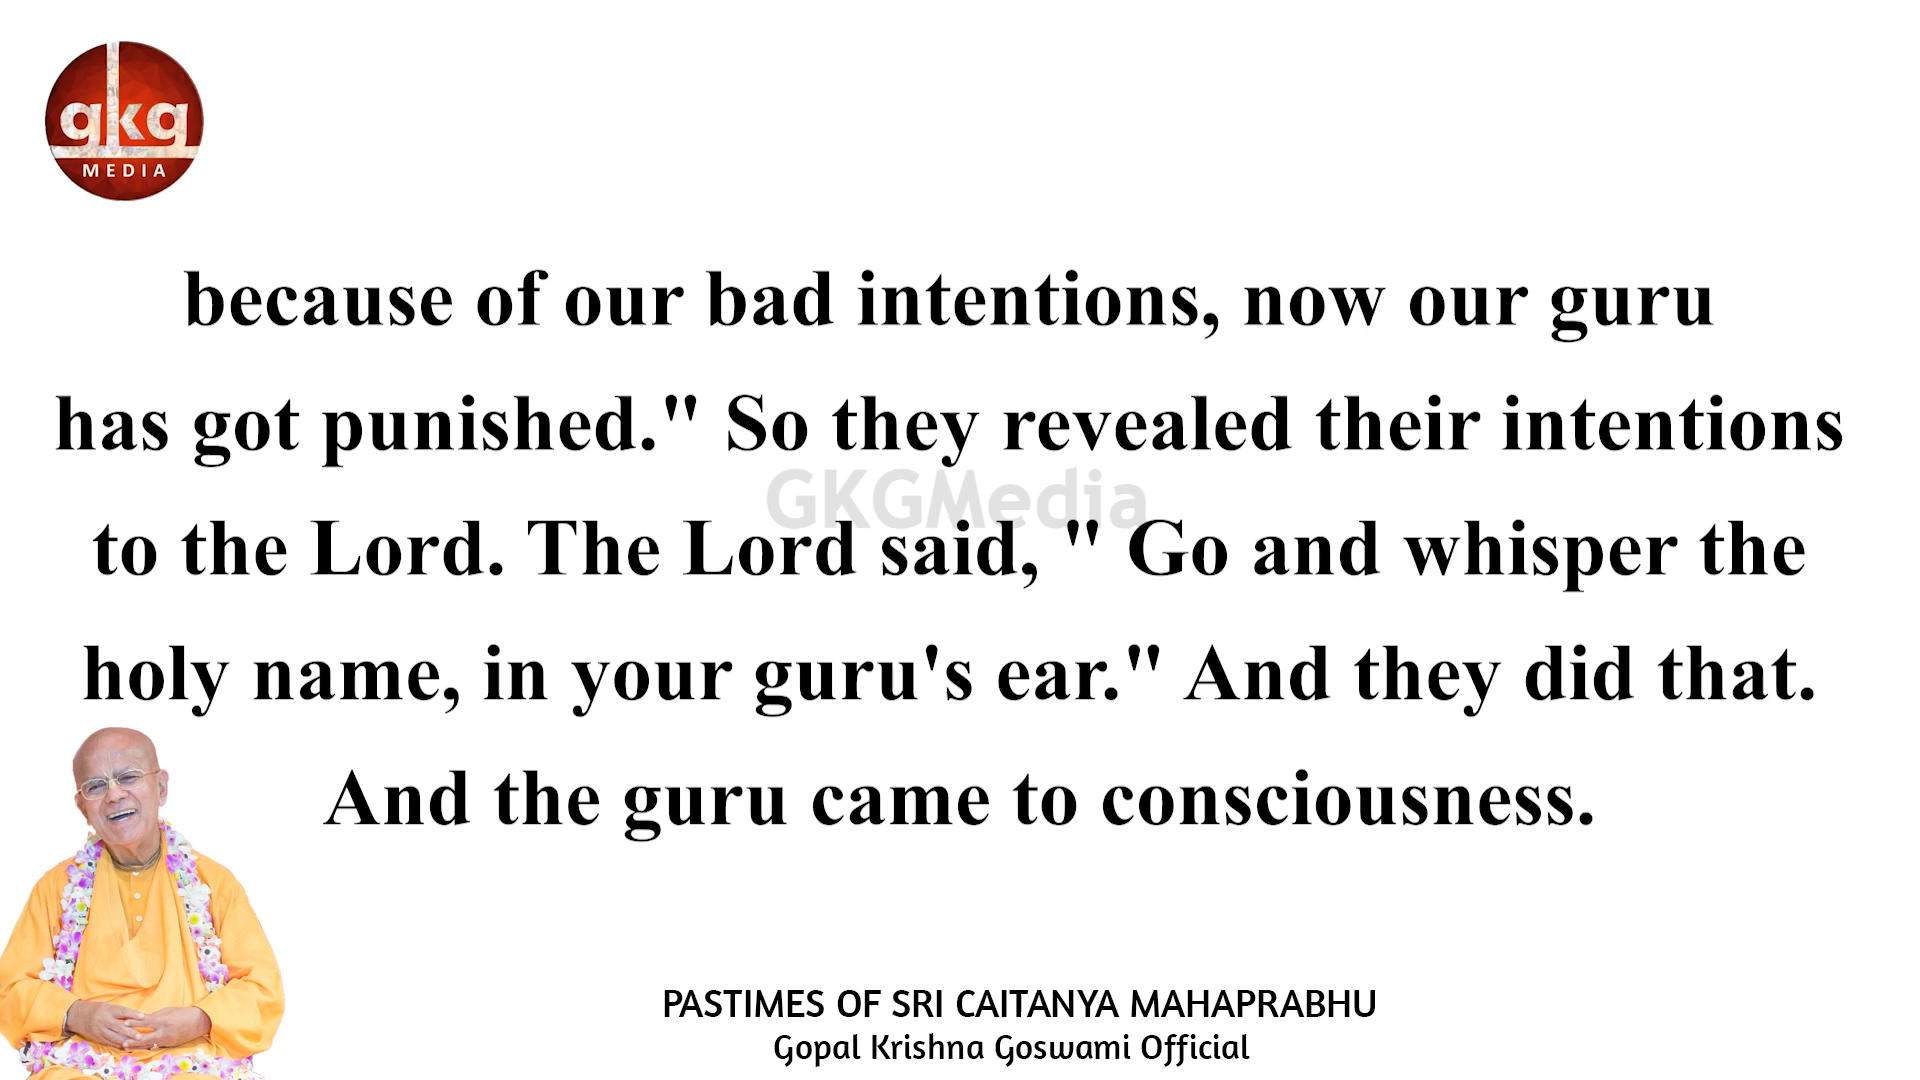 gkg
MEDIA
because of our bad intentions, now our guru
has got punished." So they revealed their intentions
GKGMedia
to the Lord. The Lord said, " Go and whisper the
holy name, in your guru's ear." And they did that.
And the guru came to consciousness.
PASTIMES OF SRI CAITANYA MAHAPRABHU
Gopal Krishna Goswami Official